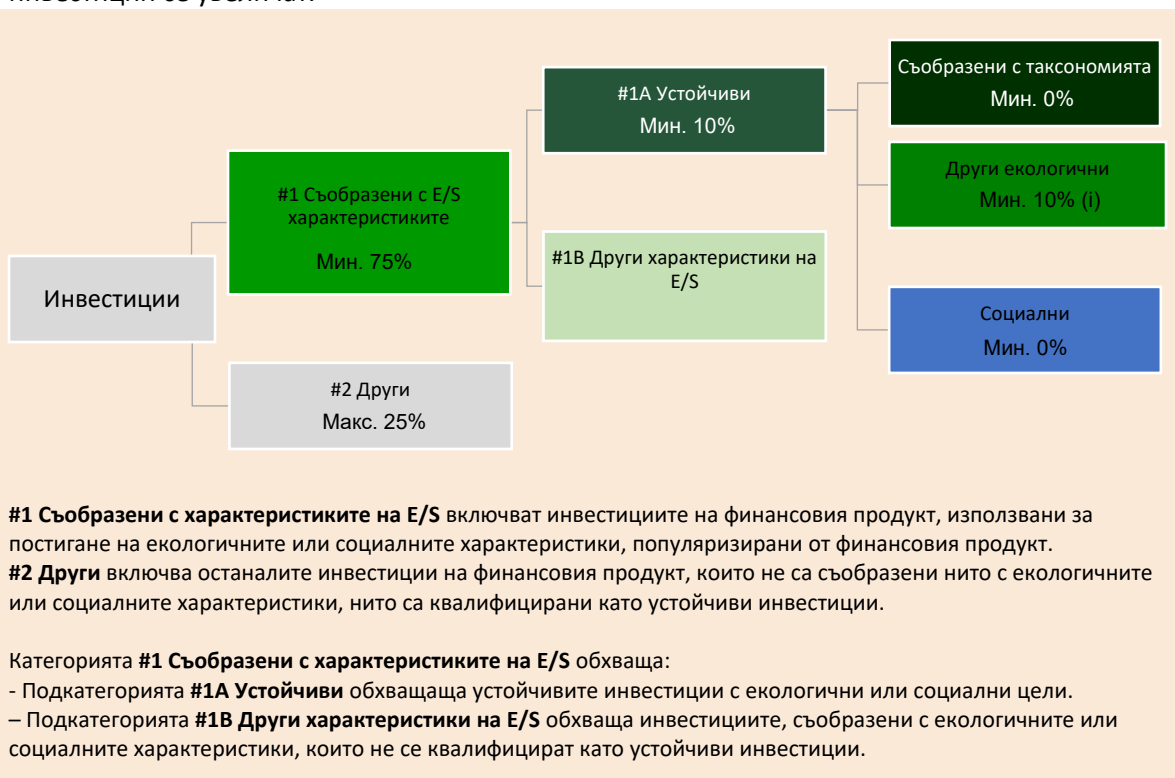 Съобразени с таксономията
Мин. 0%
#1A Устойчиви
Мин. 10%
Други екологични
Мин. 10% (i)
#1 Съобразени с E/S
характеристиките
Мин. 75%
#1B Други характеристики на
E/S
Инвестиции
Социални
Мин. 0%
#2 Други
Макс. 25%
#1 Съобразени с характеристиките на E/S включват инвестициите на финансовия продукт, използвани за
постигане на екологичните или социалните характеристики, популяризирани от финансовия продукт.
#2 Други включва останалите инвестиции на финансовия продукт, които не са съобразени нито с екологичните
или социалните характеристики, нито са квалифицирани като устойчиви инвестиции.
Категорията #1 Съобразени с характеристиките на E/S обхваща:
- Подкатегорията #1A Устойчиви обхващаща устойчивите инвестиции с екологични или социални цели.
– Подкатегорията #1B Други характеристики на E/S обхваща инвестициите, съобразени с екологичните или
социалните характеристики, които не се квалифицират като устойчиви инвестиции.